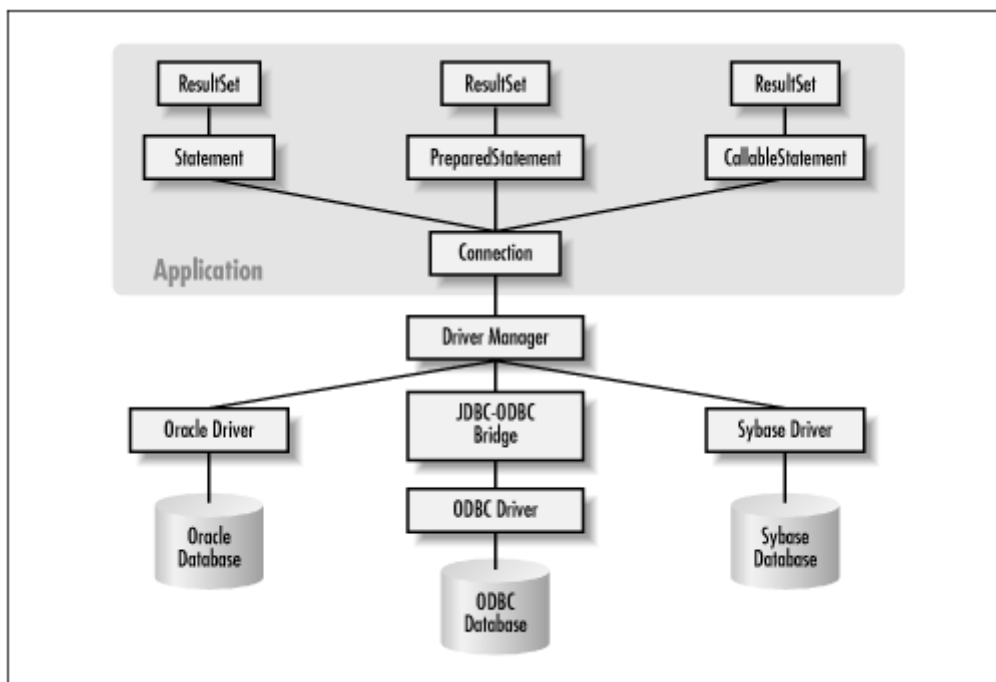 ResultSet
ResultSet
ResultSet
Statement
PreparedStatement
CallableStatement
Connection
Application
Driver Manager
Oracle Driver
JDBC-ODBC
Bridge
Sybase Driver
ODBC Driver
Oracle
Database
Sybase
Database
ODBC
Database